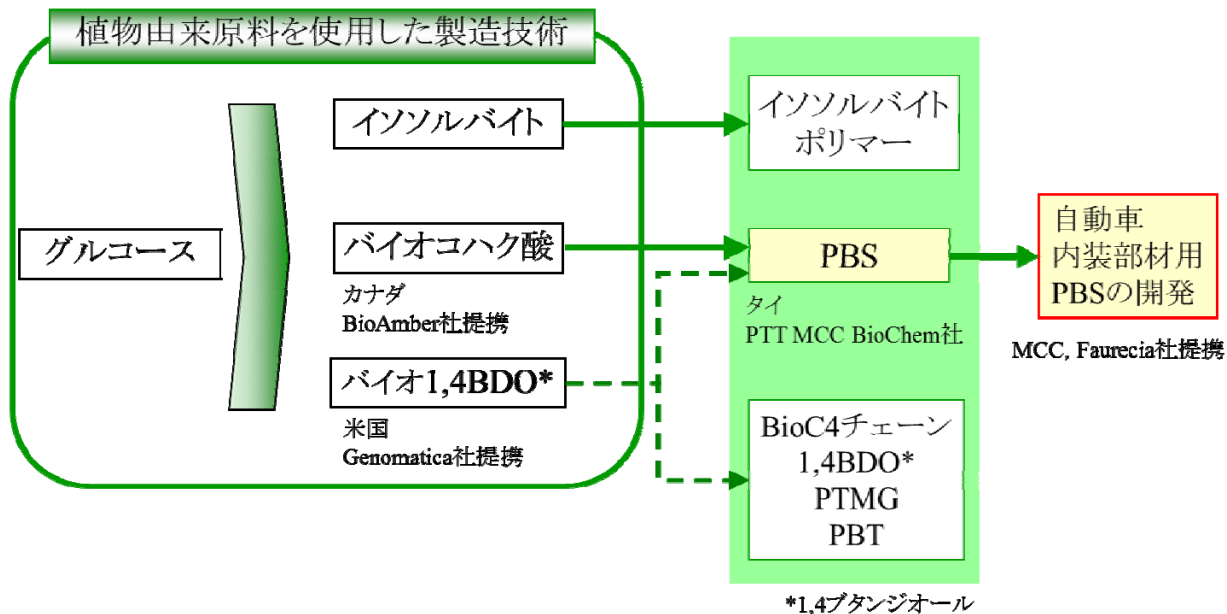 植物由来原料を使用した製造技術
グルコース
イソソルバイト
バイオコハク酸
カナダ
BioAmber社提携
バイオ1,4BDO*
米国
Genomatica社提携
イソソルバイト
ポリマー
PBS
タイ
PTT MCC BioChem社
BioC4チェーン
1,4BDO*
PTMG
PBT
自動車
内装部材用
PBSの開発
MCC, Faurecia社提携
*1,4ブタンジオール